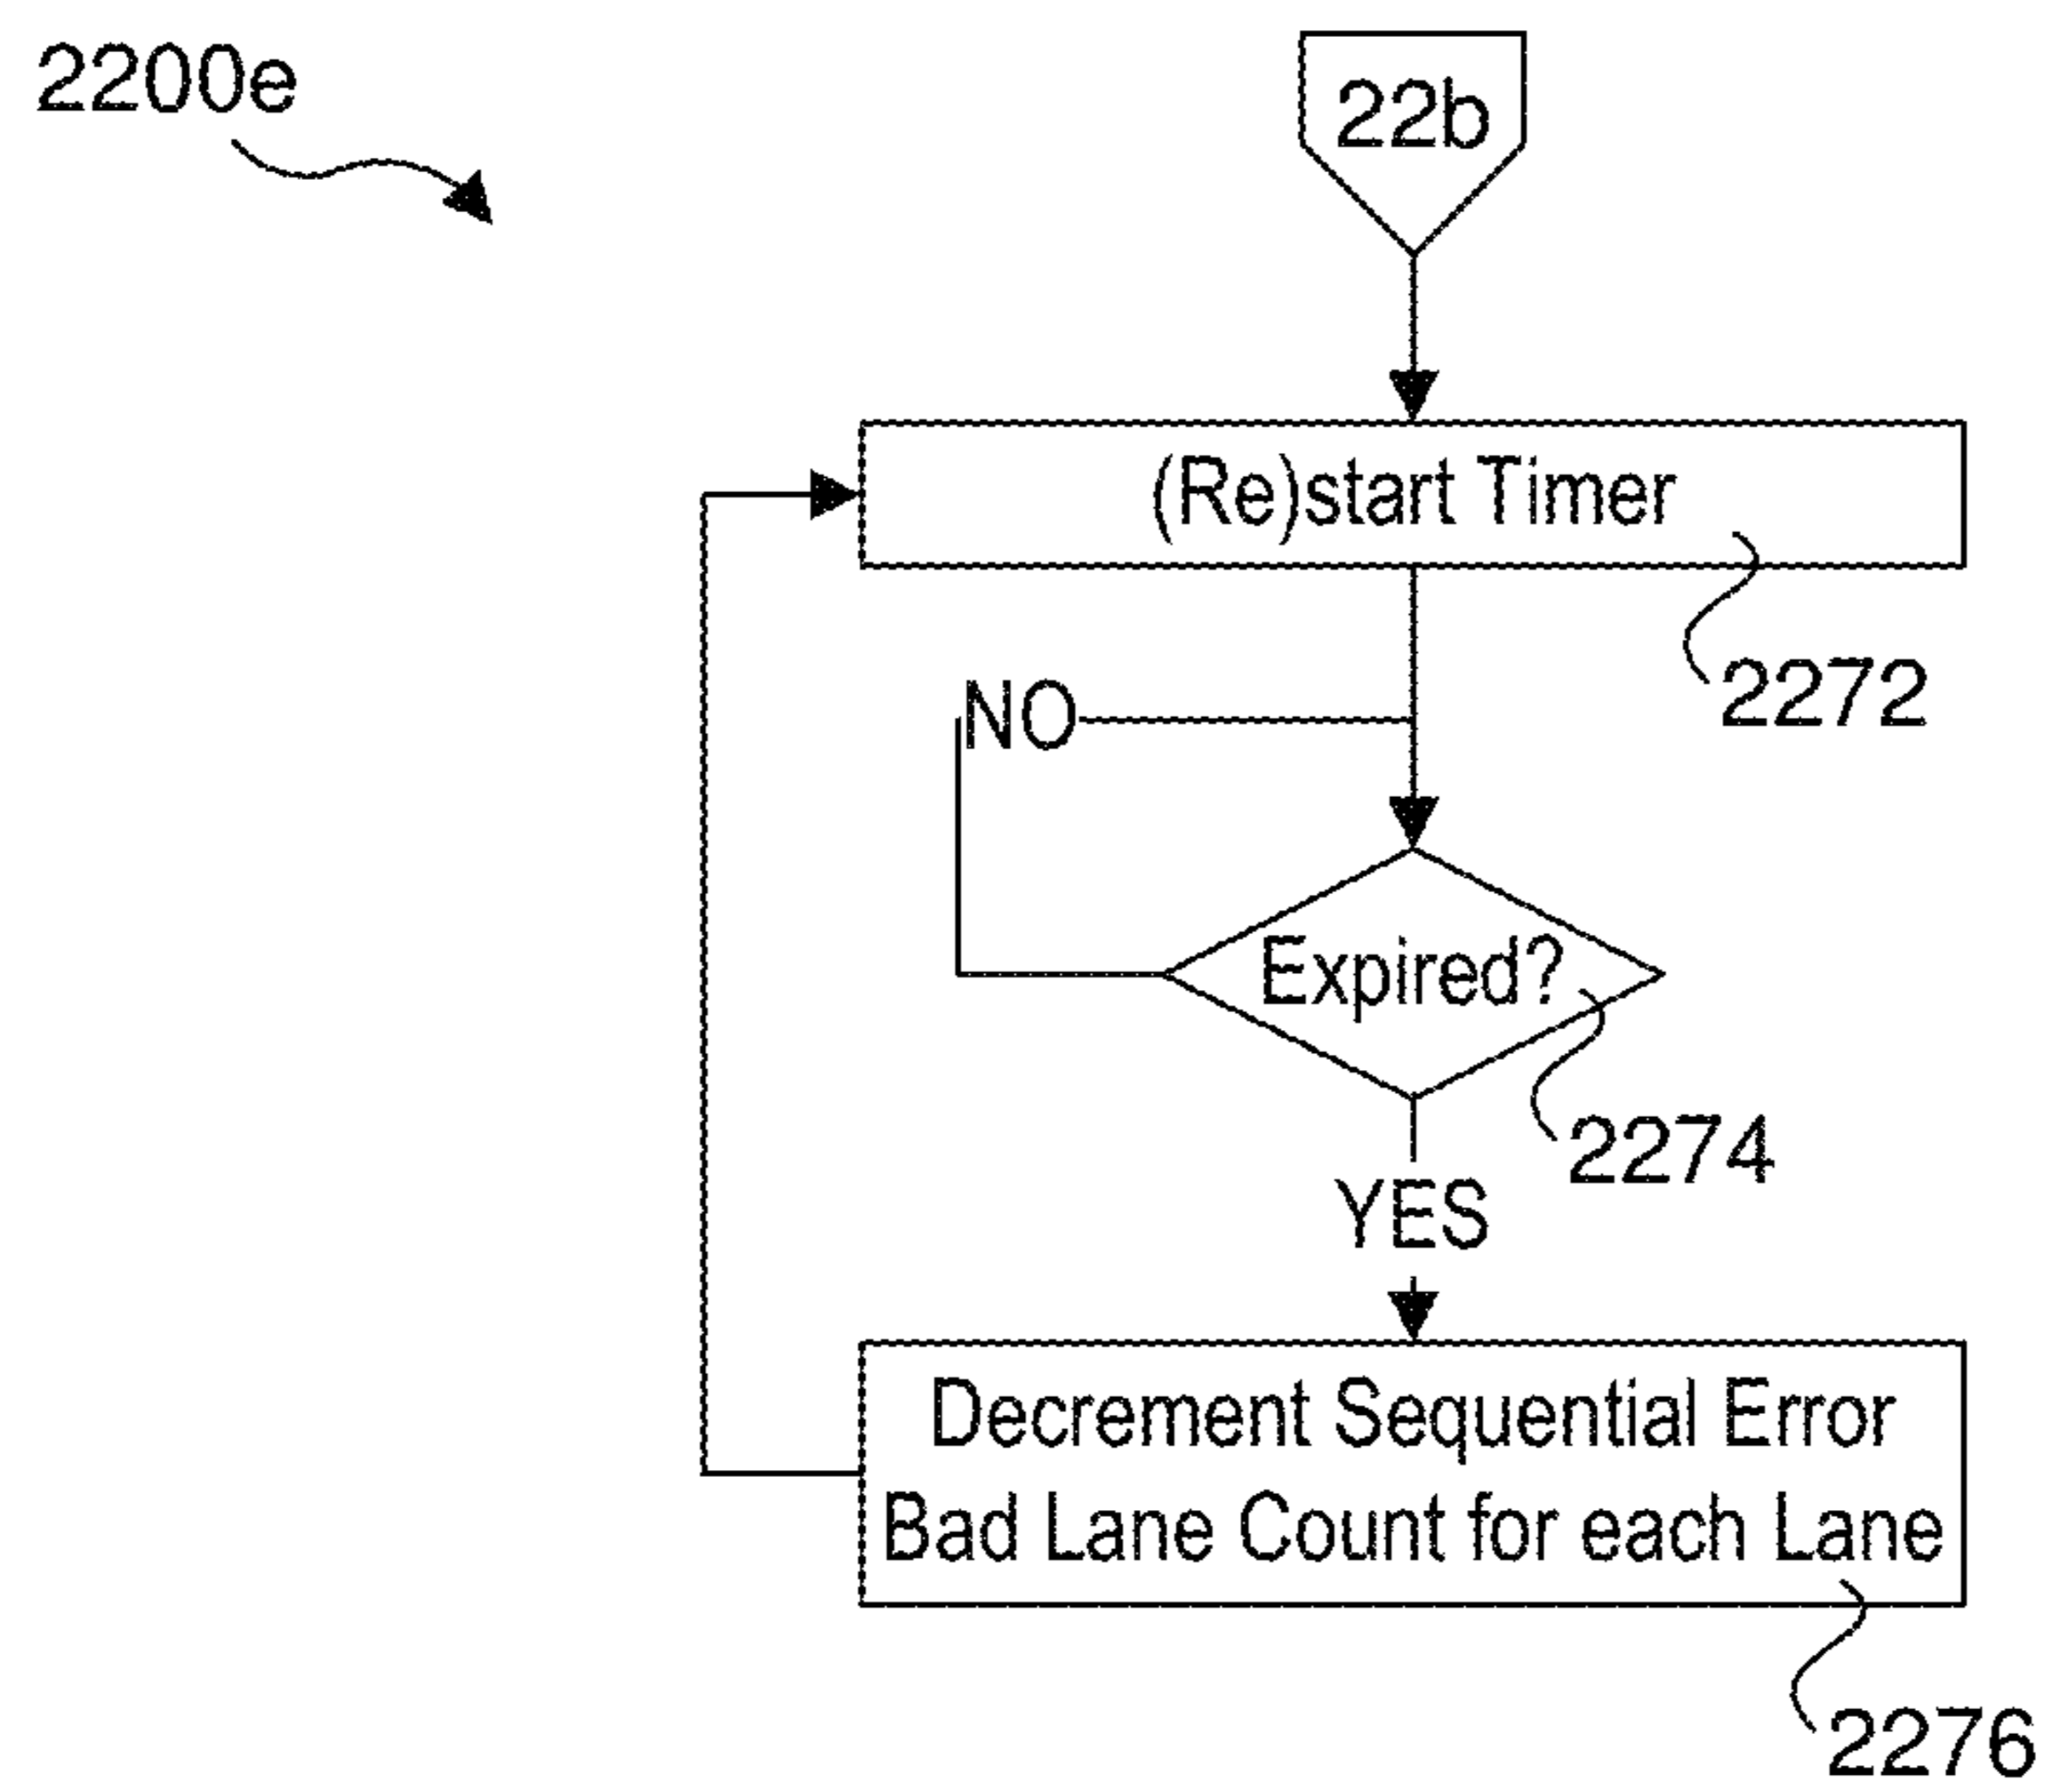 2200e
22b
(Re)start Timer
2272
NO
Expired?
2274
YES
Decrement Sequential Error
Bad Lane Count for each Lane
2276